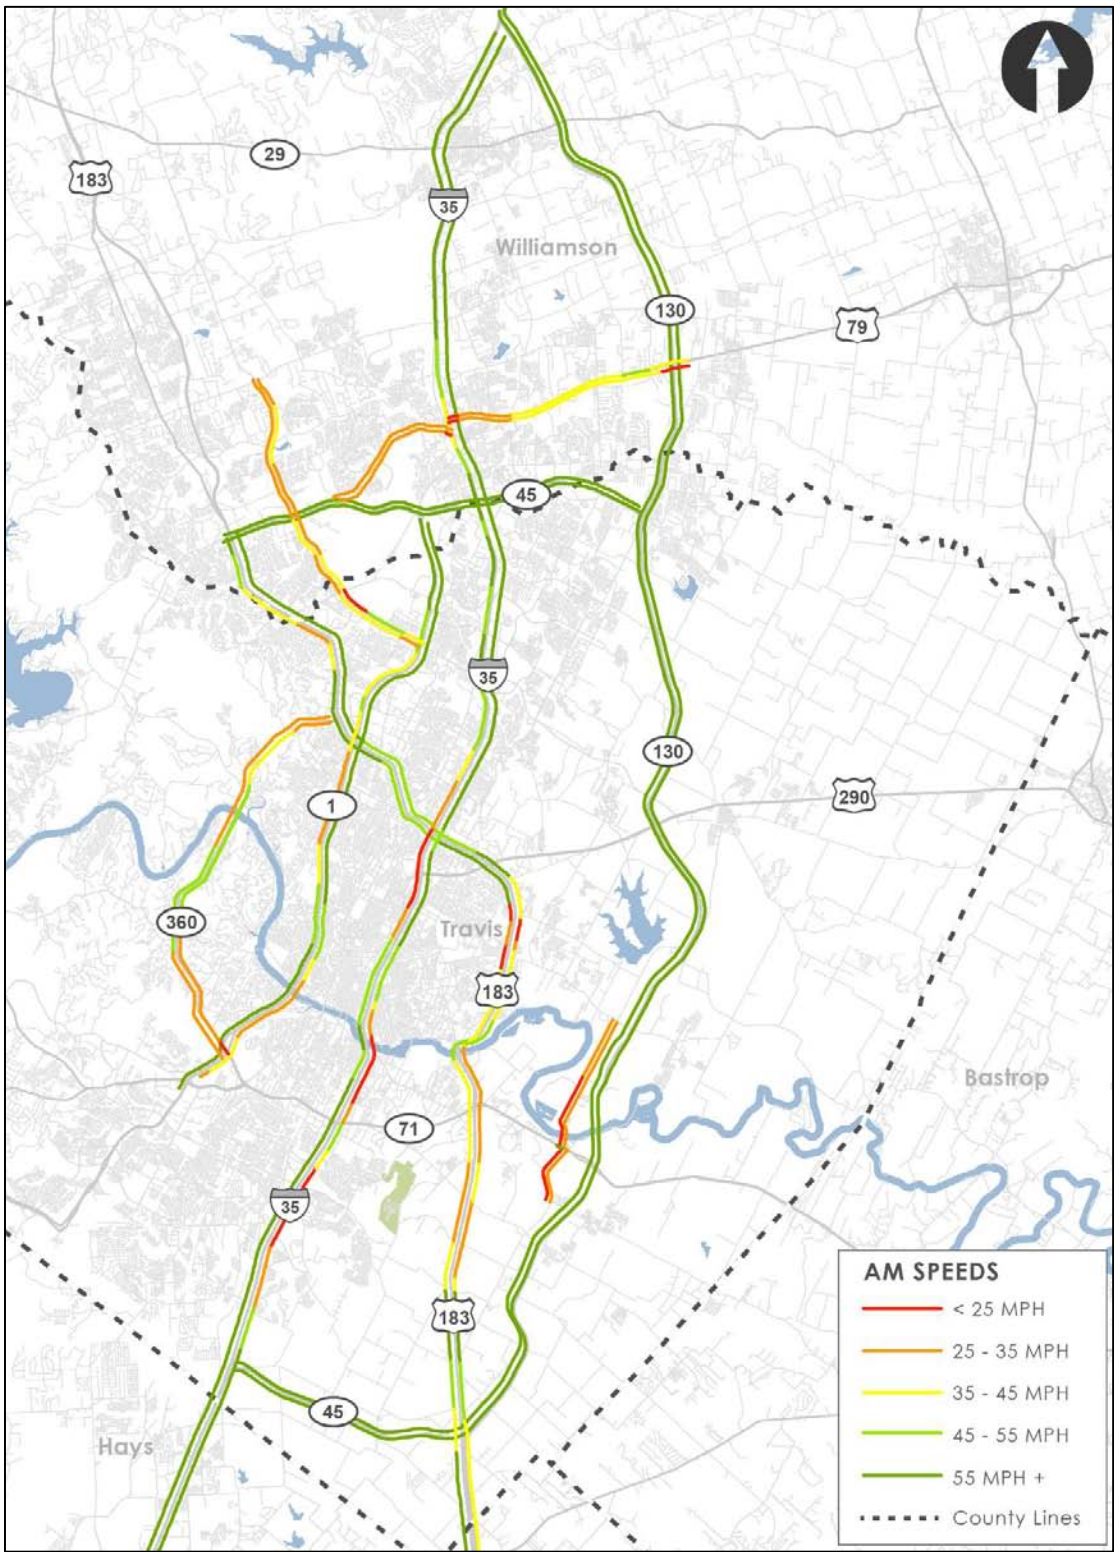 29
183
35
Williamson
130
79
45
35
130
290
1
360
Travis
183
Bastrop
71
35
183
45
Hays
AM SPEEDS
< 25 MPH
25 - 35 MPH
35 - 45 MPH
45 - 55 MPH
55 MPH +
County Lines